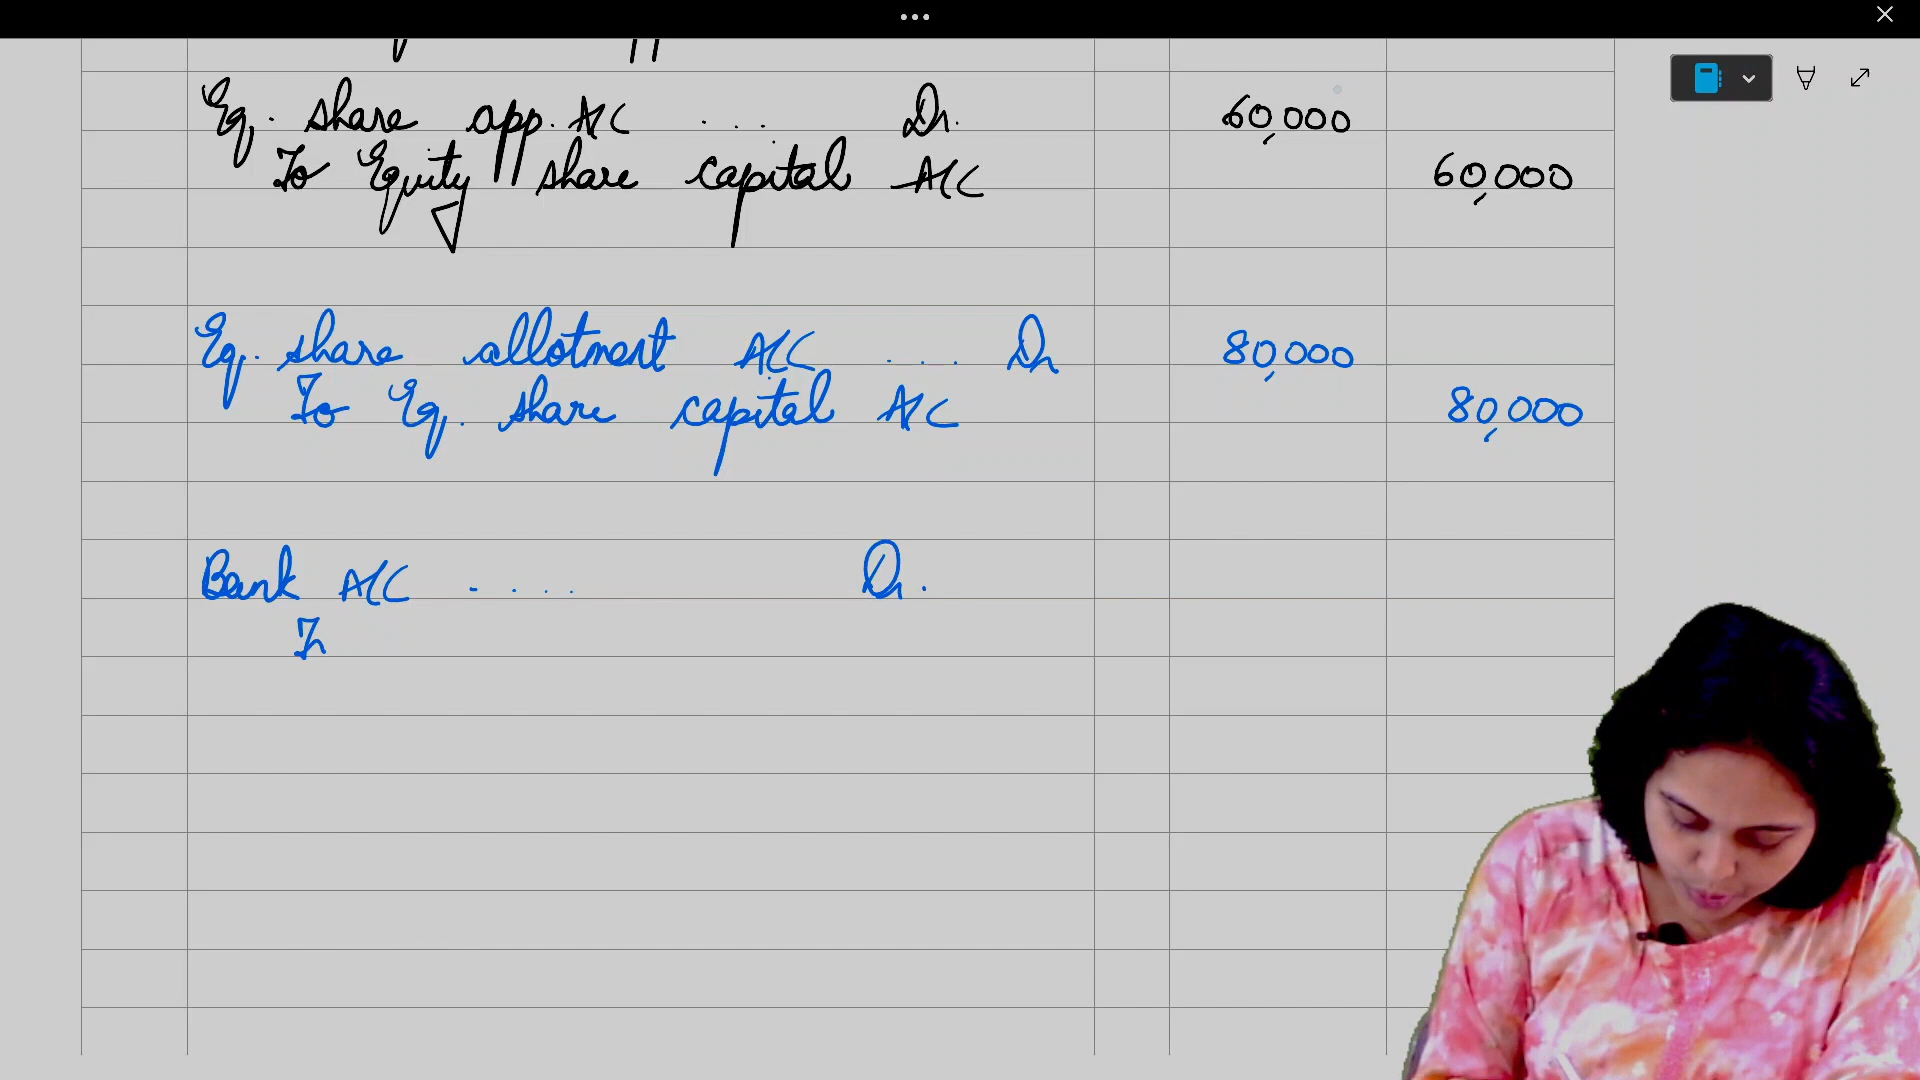 Eq. share app. A/C ... Dr. 60,000
To Equity share capital A/C 60,000
Eq. share allotment A/C .... Dr 80,000
To Eq. share capital A/C 80,000
Bank A/C ..... Dr.